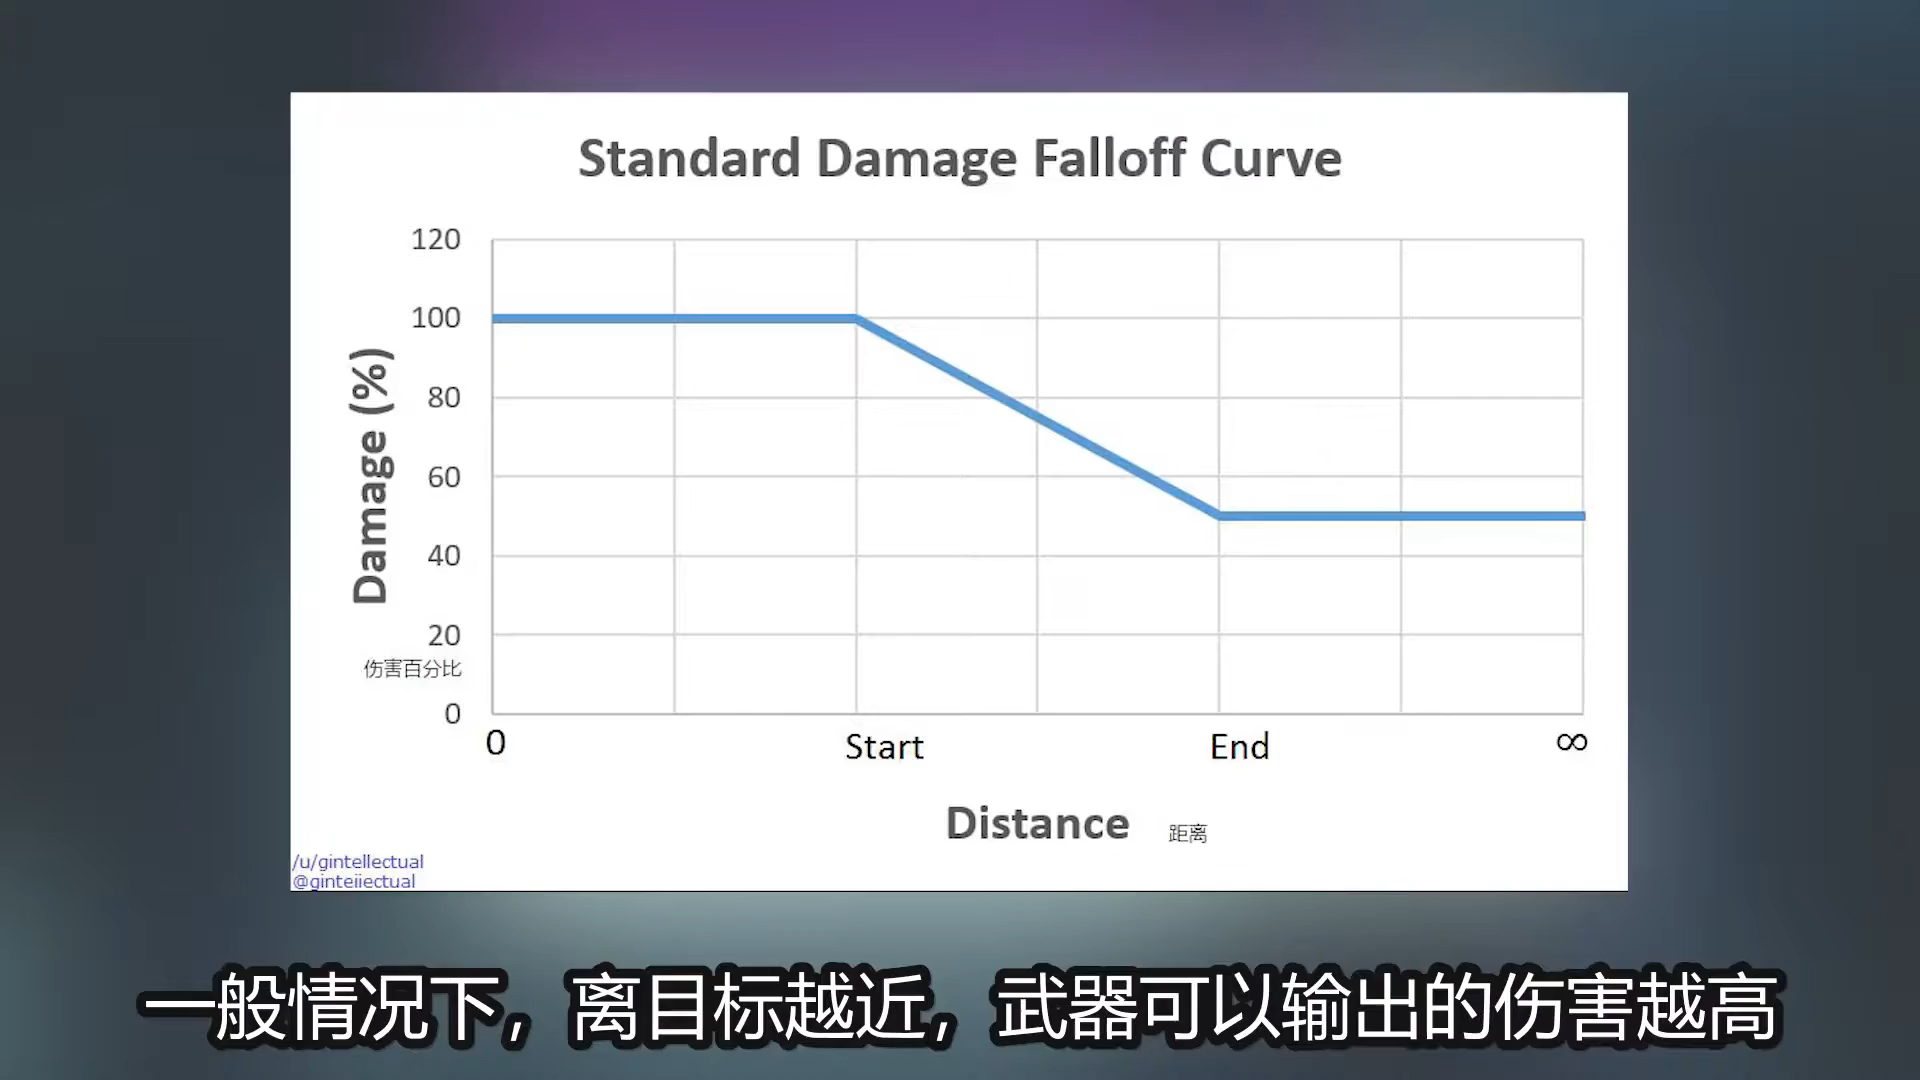 Standard Damage Falloff Curve
120
100
80
60
40
20
0
Damage (%)
伤害百分比
0
Start
End
∞
Distance
距离
/u/gintellectual
@ginteiiectual
一般情况下，离目标越近，武器可以输出的伤害越高